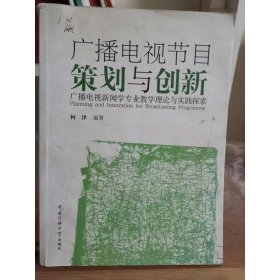 广播电视节目
策划与创新
广播电视新闻学专业教学理论与实践探索
Planning and Innovation for Broadcasting Programme
柯泽 编著